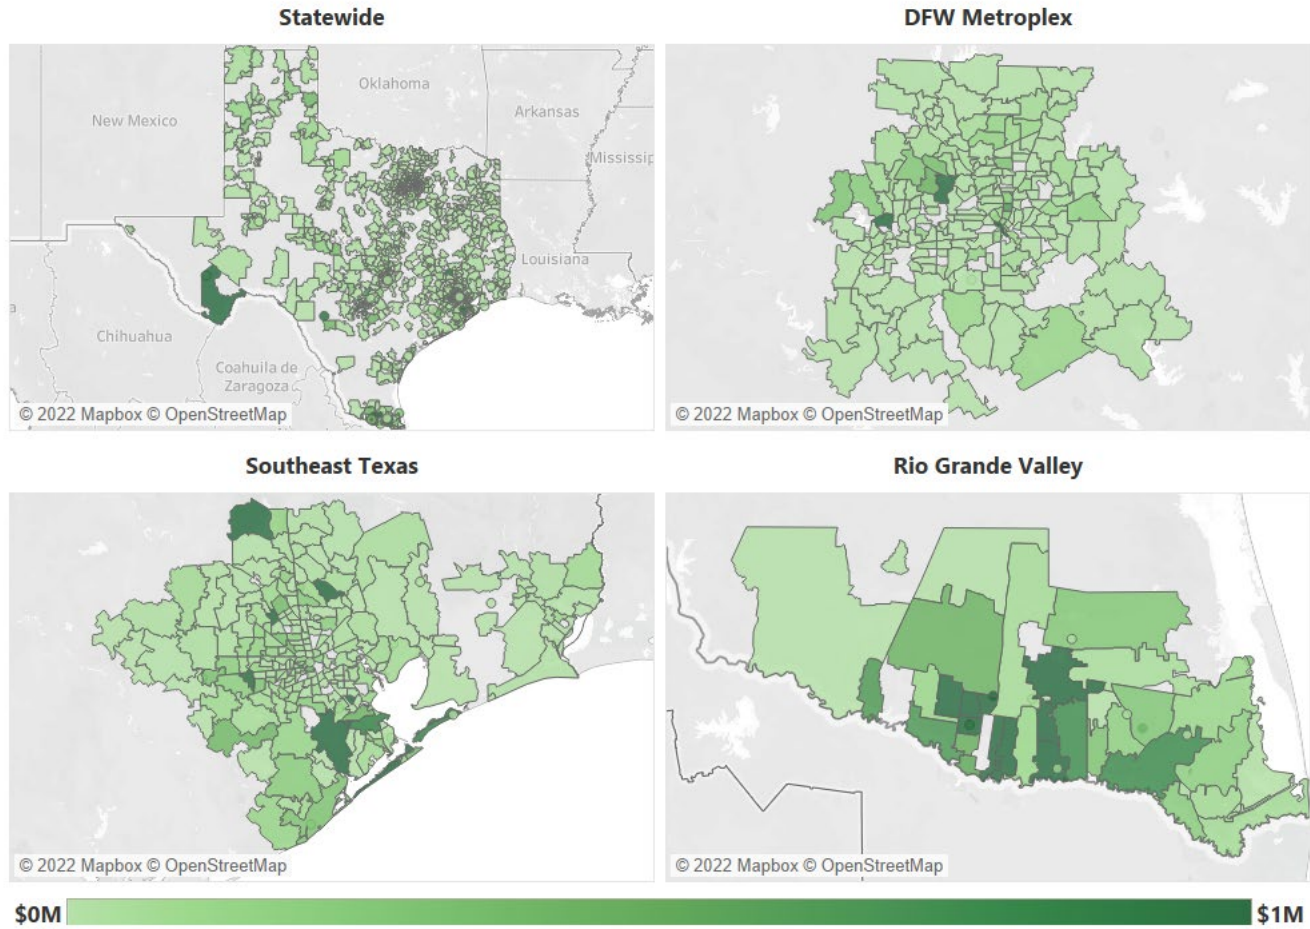 Statewide
DFW Metroplex
New Mexico
Oklahoma
Arkansas
Mississip
Louisiana
a
Chihuahua
Coahuila de
Zaragoza
© 2022 Mapbox © OpenStreetMap
© 2022 Mapbox © OpenStreetMap
Southeast Texas
Rio Grande Valley
© 2022 Mapbox © OpenStreetMap
© 2022 Mapbox © OpenStreetMap
$0M
$1M